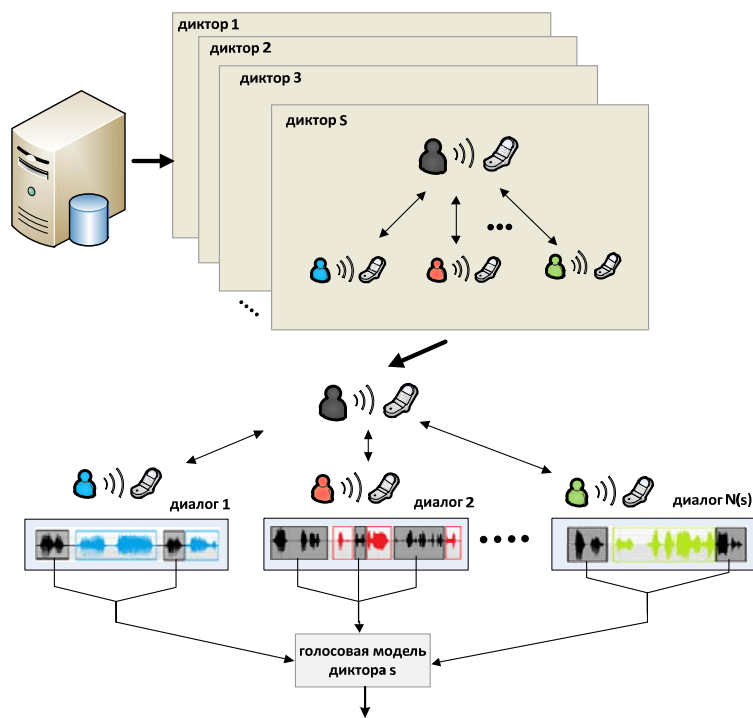 диктор 1
диктор 2
диктор 3
диктор S
диалог 1
диалог 2
диалог N(s)
голосовая модель
диктора s